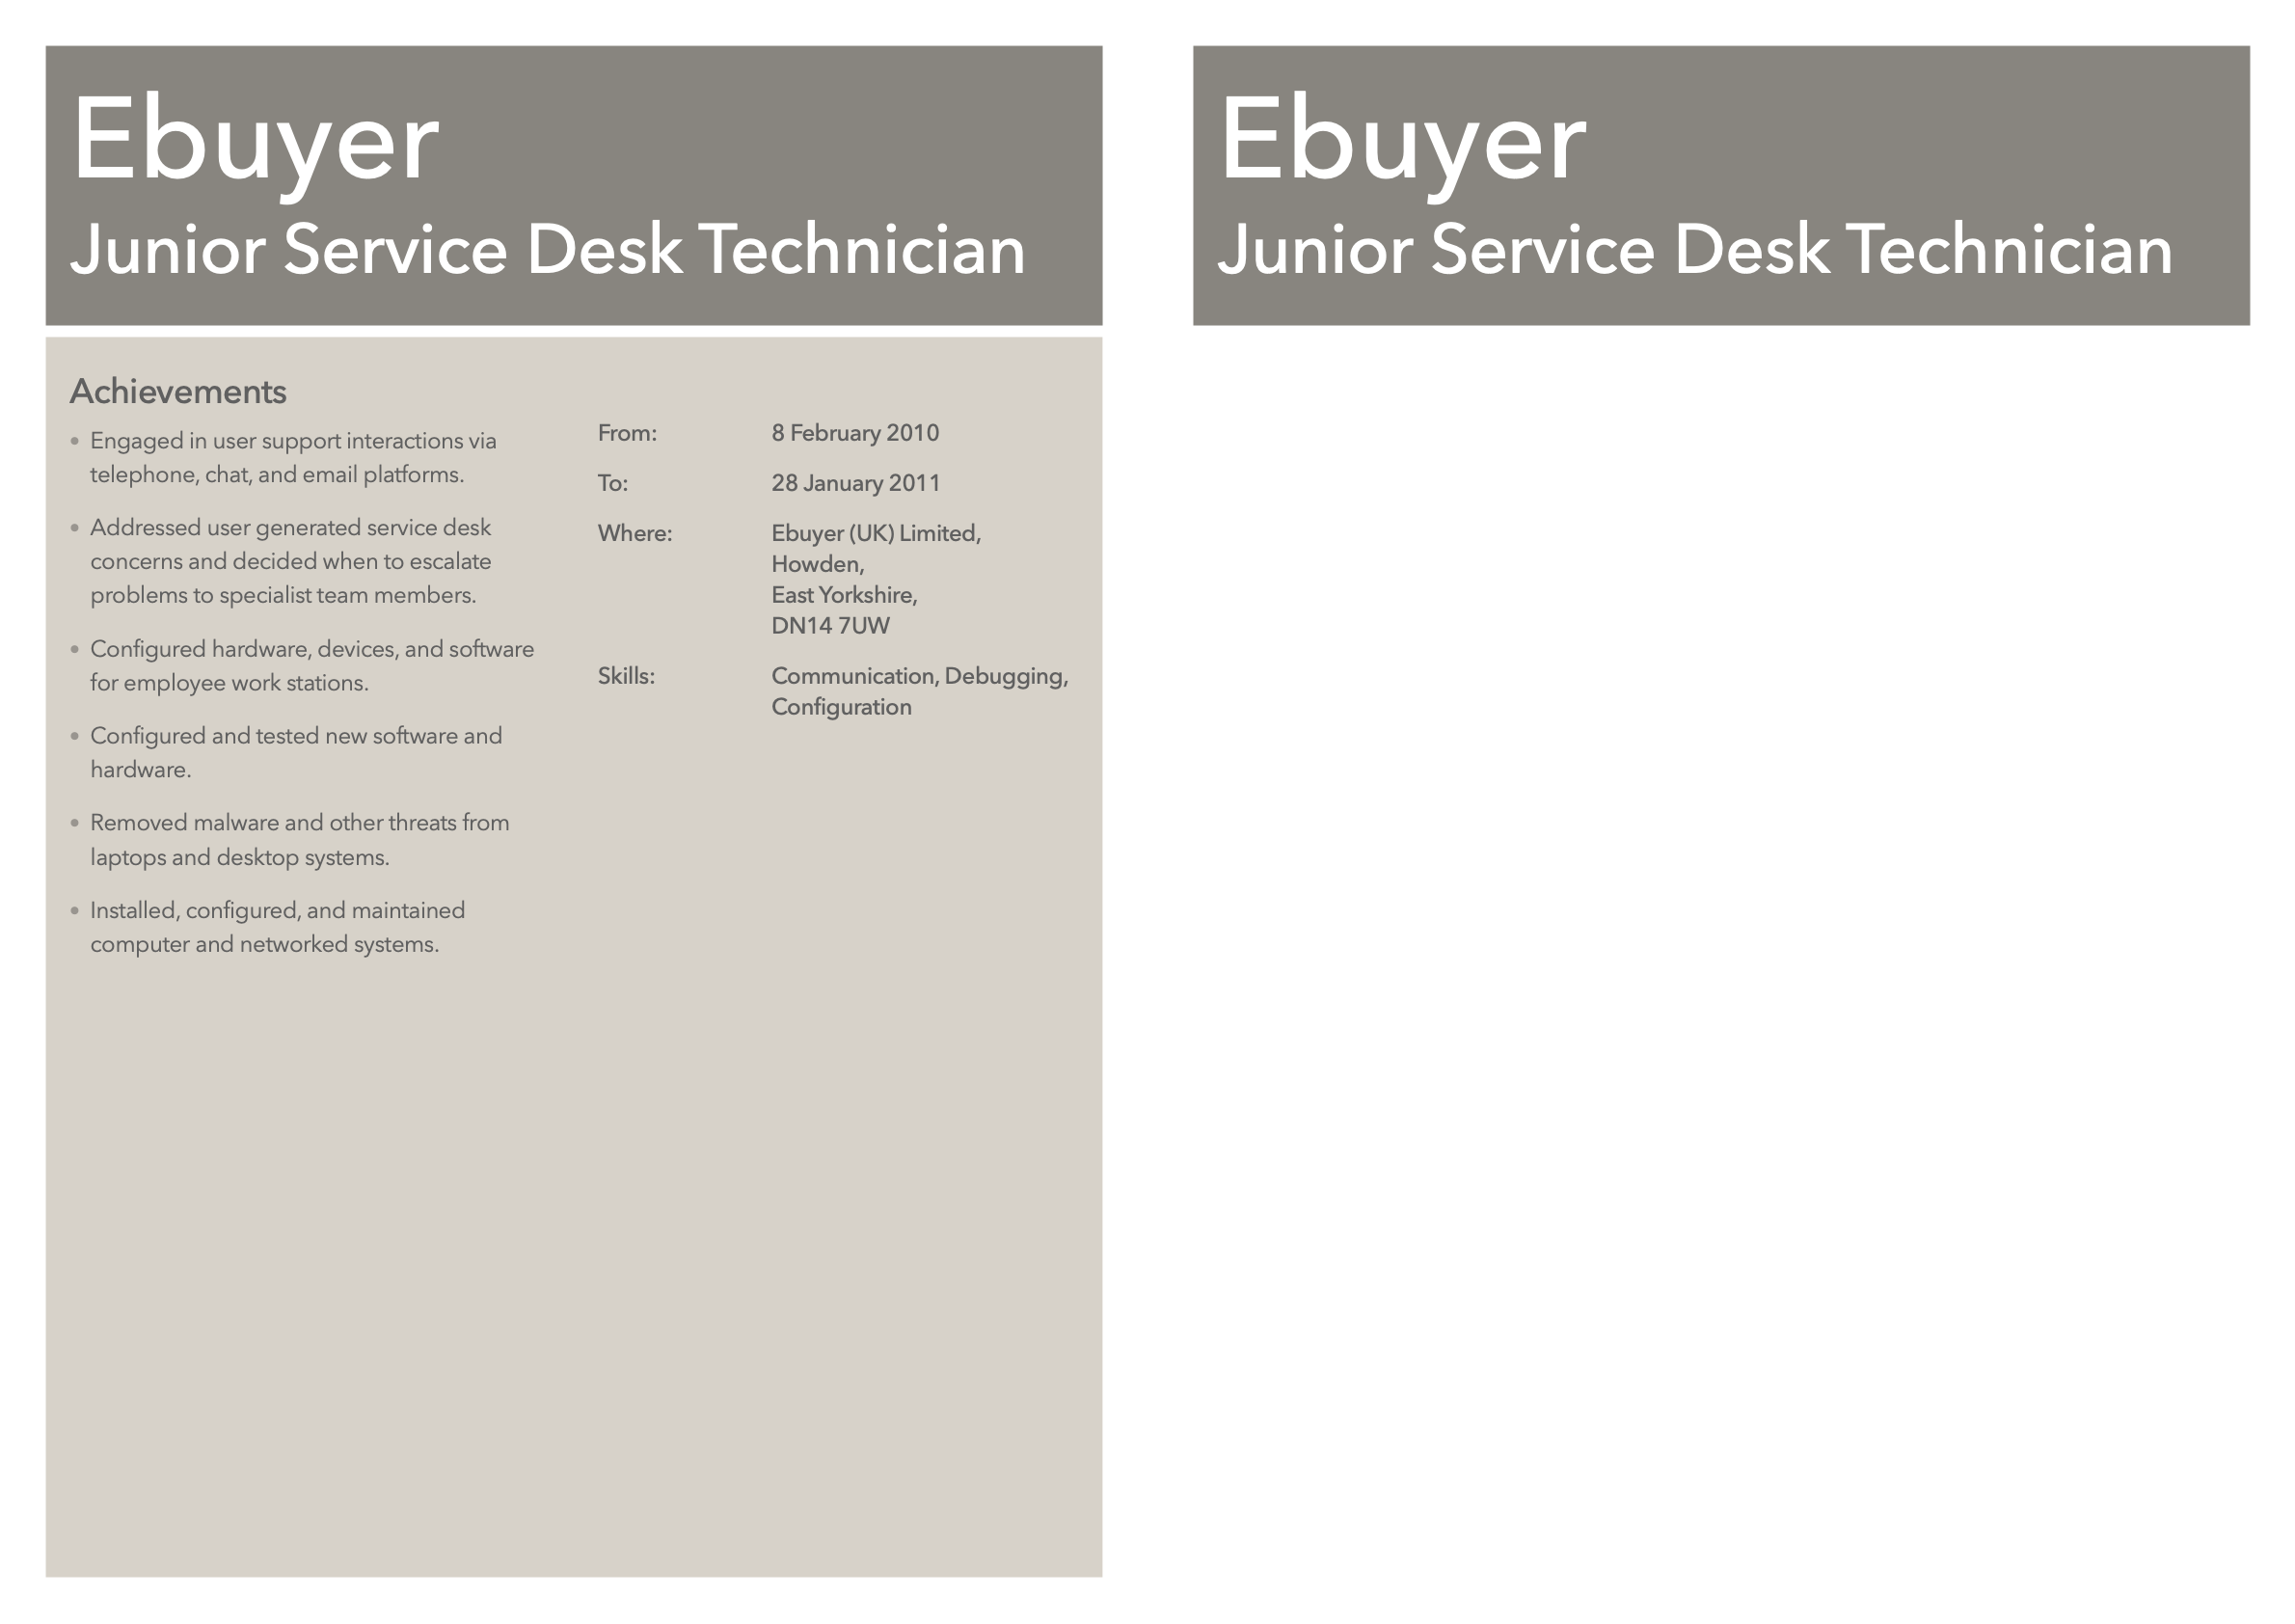 Ebuyer
Junior Service Desk Technician
Achievements
• Engaged in user support interactions via
telephone, chat, and email platforms.
• Addressed user generated service desk
concerns and decided when to escalate
problems to specialist team members.
• Configured hardware, devices, and software
for employee work stations.
• Configured and tested new software and
hardware.
• Removed malware and other threats from
laptops and desktop systems.
• Installed, configured, and maintained
computer and networked systems.
From: 8 February 2010
To: 28 January 2011
Where: Ebuyer (UK) Limited,
Howden,
East Yorkshire,
DN14 7UW
Skills: Communication, Debugging,
Configuration
Ebuyer
Junior Service Desk Technician